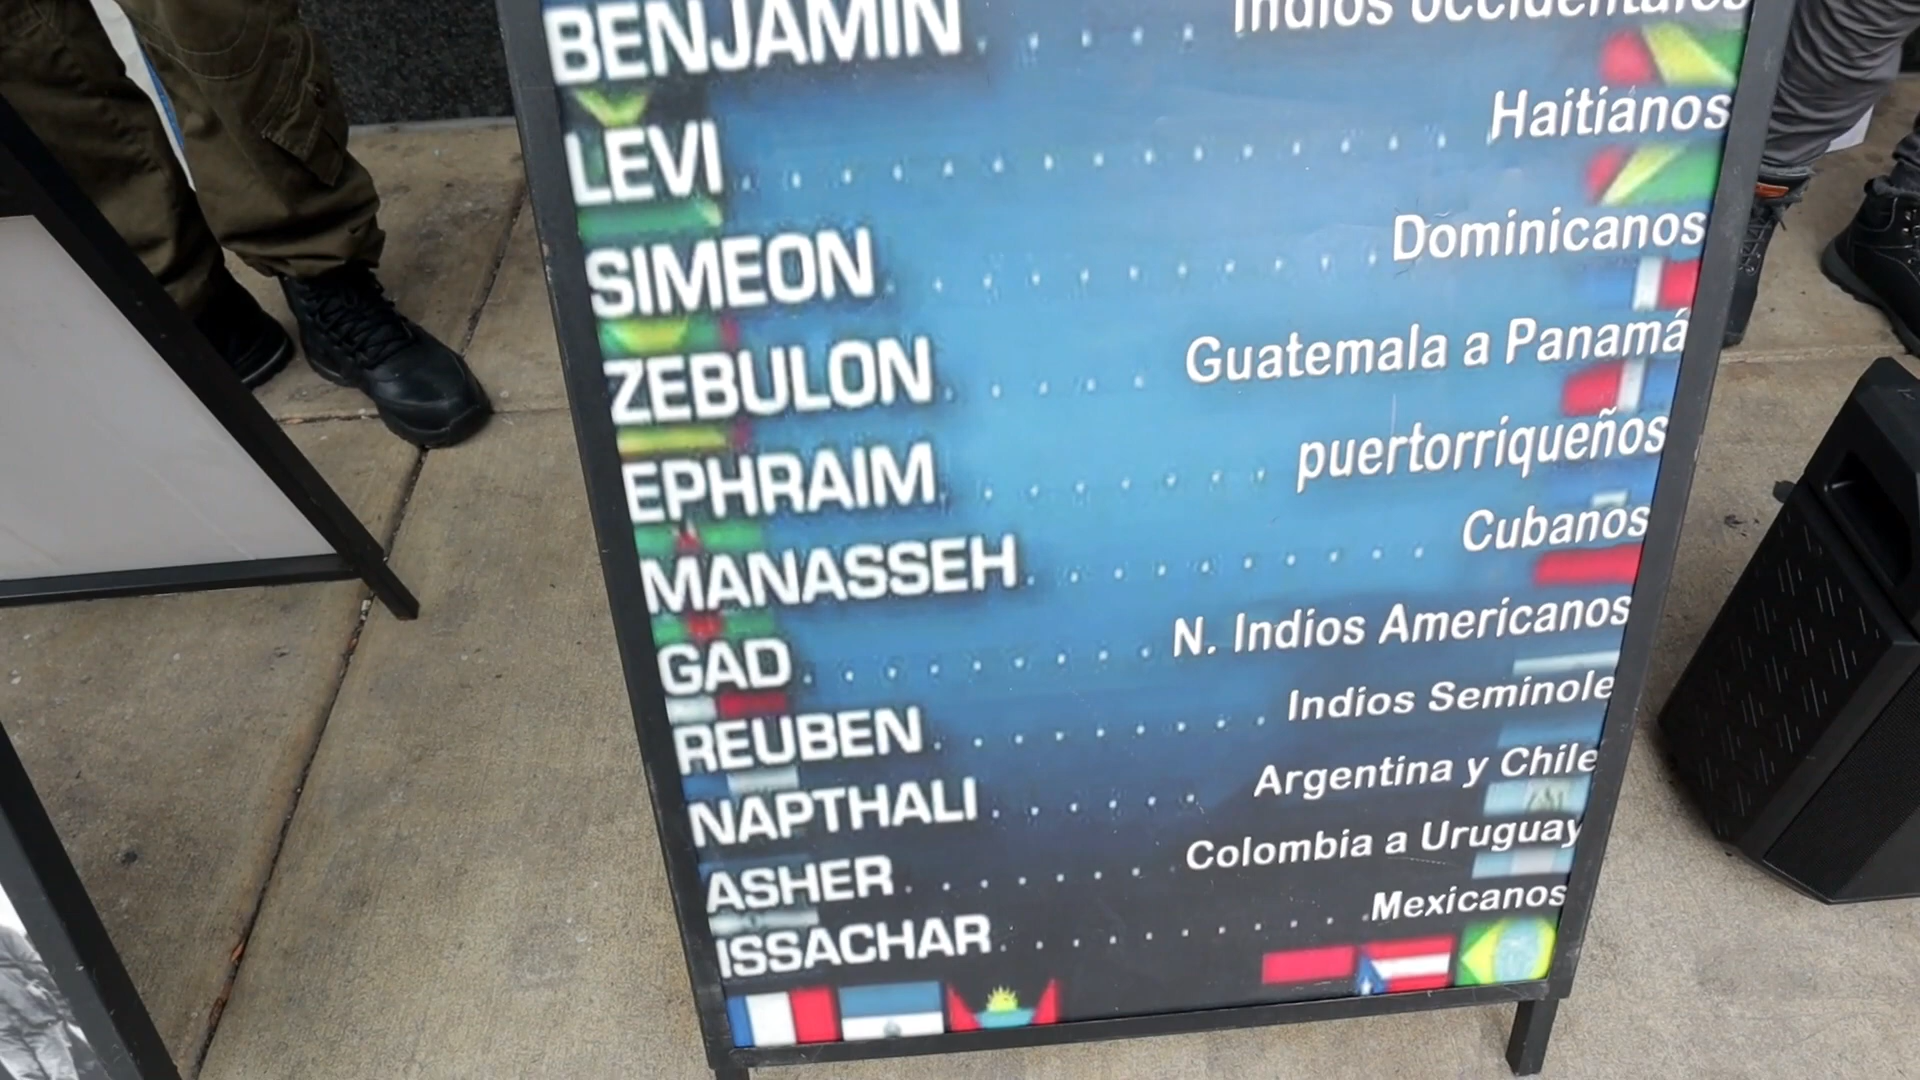 BENJAMIN . . . . . Indios occidentales
LEVI . . . . . . . . . . . . . . . Haitianos
SIMEON . . . . . . . . . . Dominicanos
ZEBULON . . . . . Guatemala a Panamá
EPHRAIM . . . . . . . . puertorriqueños
MANASSEH . . . . . . . . . . Cubanos
GAD . . . . . . . . . N. Indios Americanos
REUBEN . . . . . . . . . Indios Seminole
NAPTHALI . . . . . . Argentina y Chile
ASHER . . . . . . . Colombia a Uruguay
ISSACHAR . . . . . . . . . . . Mexicanos